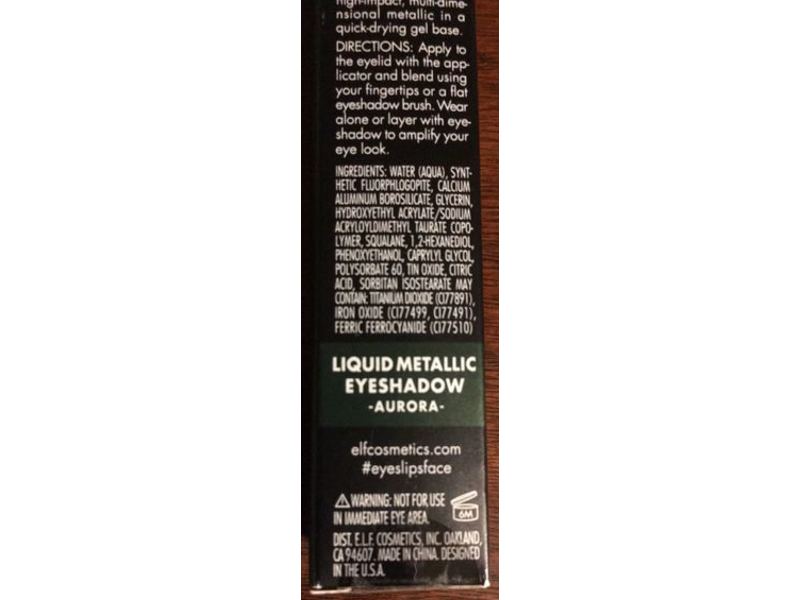 high-impact, multi-dime-
nsional metallic in a
quick-drying gel base.
DIRECTIONS: Apply to
the eyelid with the app-
licator and blend using
your fingertips or a flat
eyeshadow brush. Wear
alone or layer with eye-
shadow to amplify your
eye look.
INGREDIENTS: WATER (AQUA), SYNT-
HETIC FLUORPHLOGOPITE, CALCIUM
ALUMINUM BOROSILICATE, GLYCERIN,
HYDROXYETHYL ACRYLATE/SODIUM
ACRYLOYLDIMETHYL TAURATE COPO-
LYMER, SQUALANE, 1,2-HEXANEDIOL,
PHENOXYETHANOL, CAPRYLYL GLYCOL,
POLYSORBATE 60, TIN OXIDE, CITRIC
ACID, SORBITAN ISOSTEARATE MAY
CONTAIN: TITANIUM DIOXIDE (CI77891),
IRON OXIDE (CI77499, CI77491),
FERRIC FERROCYANIDE (CI77510)
LIQUID METALLIC
EYESHADOW
-AURORA-
elfcosmetics.com
#eyeslipsface
WARNING: NOT FOR USE
IN IMMEDIATE EYE AREA.
6M
DIST. E.L.F. COSMETICS, INC. OAKLAND,
CA 94607. MADE IN CHINA. DESIGNED
IN THE U.S.A.